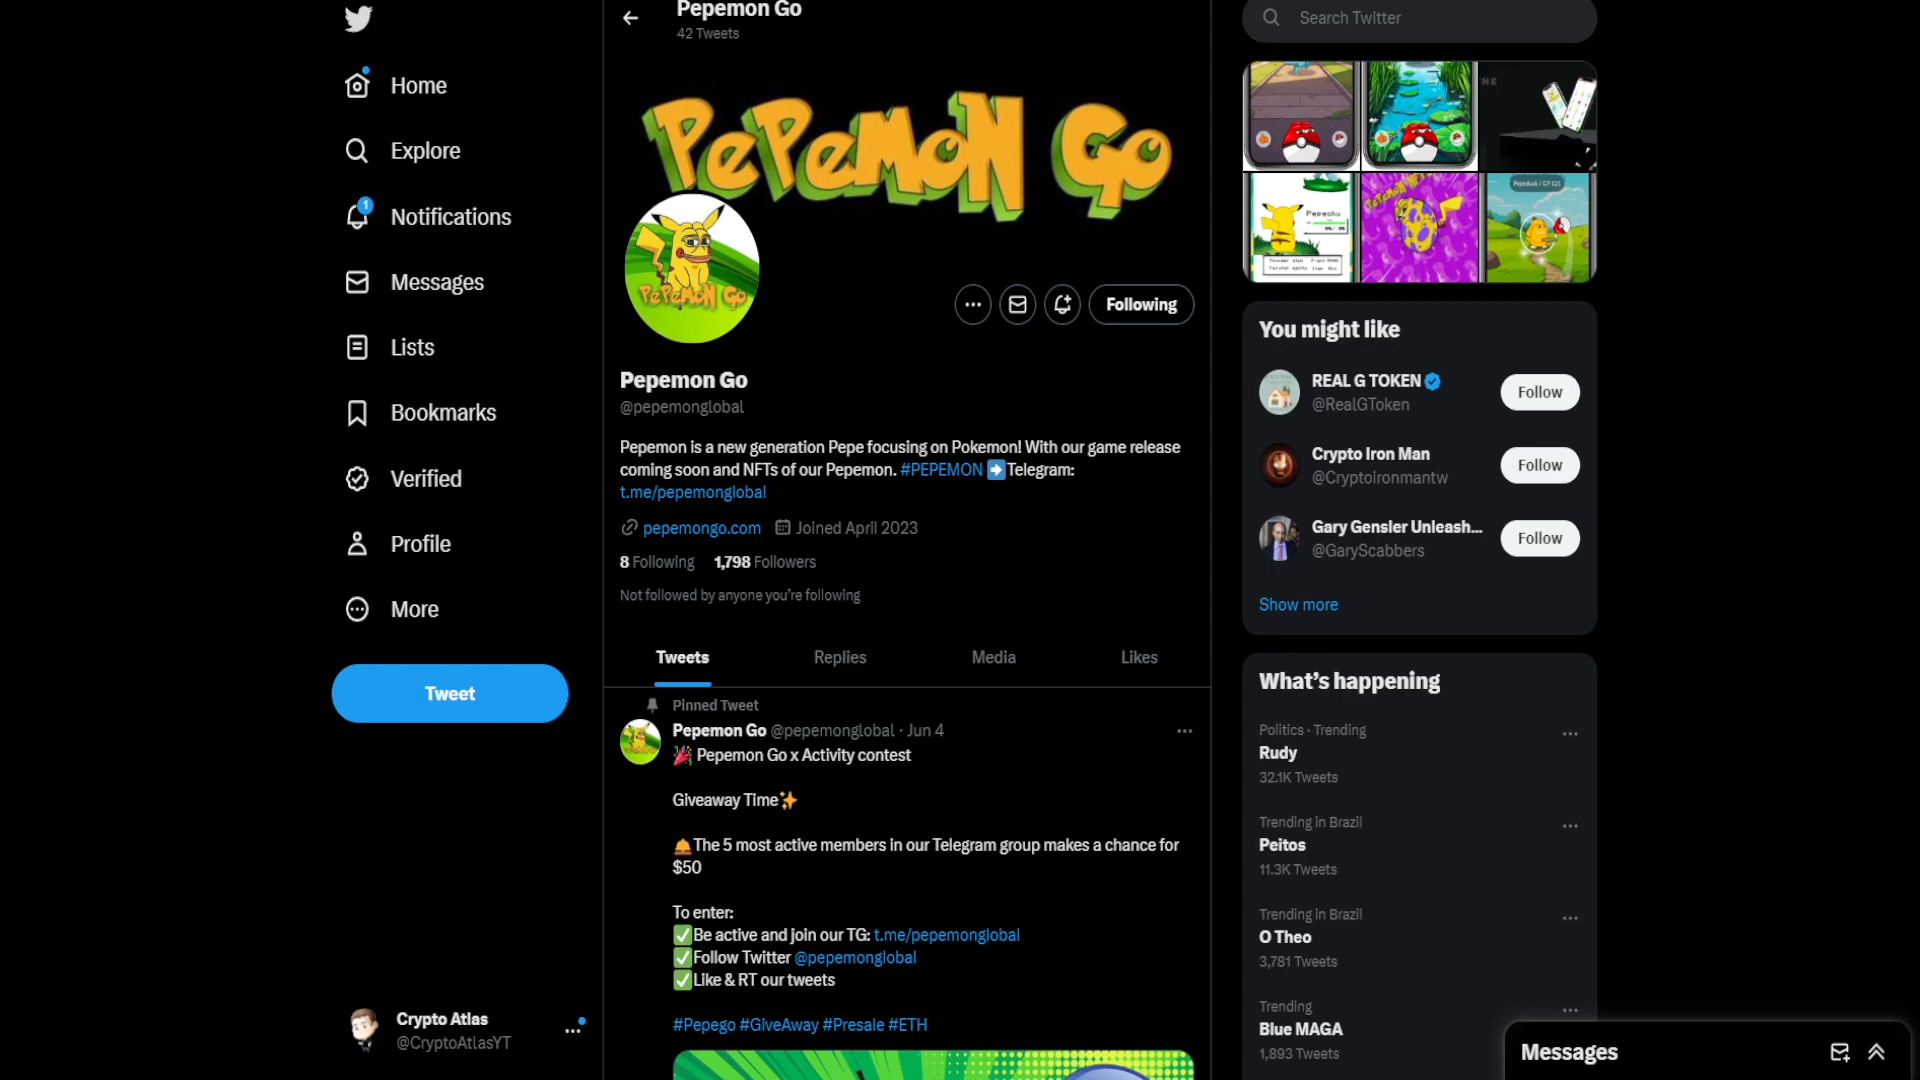 Home
Explore
1
Notifications
Messages
Lists
Bookmarks
Verified
Profile
More
Tweet
Crypto Atlas
@CryptoAtlasYT
Pepemon Go
42 Tweets
PePeMoN Go
PePeMoN Go
Following
Pepemon Go
@pepemonglobal
Pepemon is a new generation Pepe focusing on Pokemon! With our game release
coming soon and NFTs of our Pepemon. #PEPEMON ➡️Telegram:
t.me/pepemonglobal
pepemongo.com Joined April 2023
8 Following 1,798 Followers
Not followed by anyone you're following
Tweets Replies Media Likes
Pinned Tweet
Pepemon Go @pepemonglobal · Jun 4
🎉 Pepemon Go x Activity contest
Giveaway Time✨
🛎️The 5 most active members in our Telegram group makes a chance for
$50
To enter:
✅Be active and join our TG: t.me/pepemonglobal
✅Follow Twitter @pepemonglobal
✅Like & RT our tweets
#Pepego #GiveAway #Presale #ETH
Search Twitter
Pepechu
You might like
REAL G TOKEN
@RealGToken
Follow
Crypto Iron Man
@Cryptoironmantw
Follow
Gary Gensler Unleash...
@GaryScabbers
Follow
Show more
What's happening
Politics · Trending
Rudy
32.1K Tweets
Trending in Brazil
Peitos
11.3K Tweets
Trending in Brazil
O Theo
3,781 Tweets
Trending
Blue MAGA
1,893 Tweets
Messages